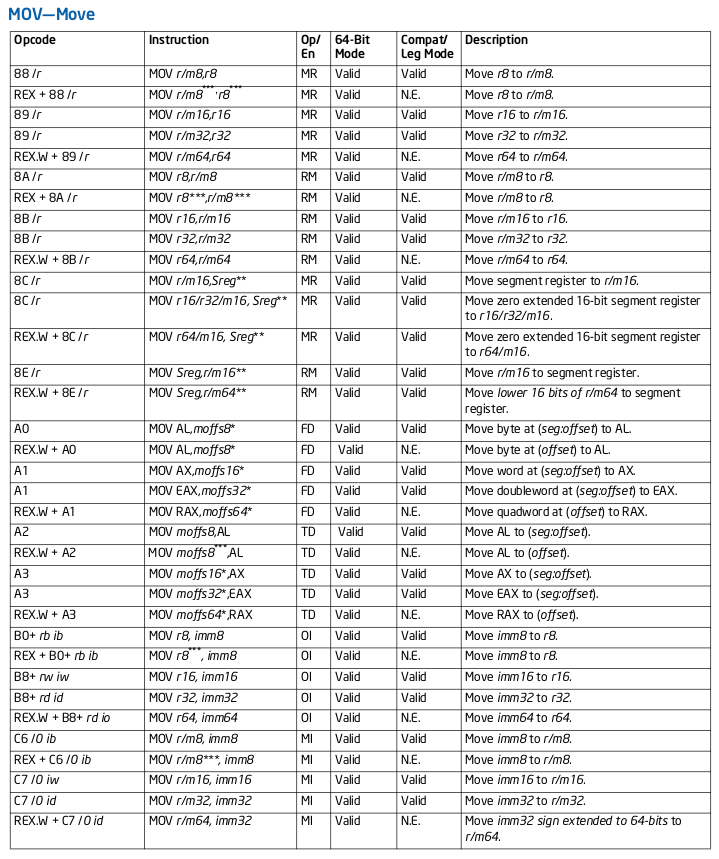 MOV—Move
Opcode Instruction Op/ 64-Bit Compat/ Description
En Mode Leg Mode
88 /r MOV r/m8,r8 MR Valid Valid Move r8 to r/m8.
REX + 88 /r MOV r/m8***,r8*** MR Valid N.E. Move r8 to r/m8.
89 /r MOV r/m16,r16 MR Valid Valid Move r16 to r/m16.
89 /r MOV r/m32,r32 MR Valid Valid Move r32 to r/m32.
REX.W + 89 /r MOV r/m64,r64 MR Valid N.E. Move r64 to r/m64.
8A /r MOV r8,r/m8 RM Valid Valid Move r/m8 to r8.
REX + 8A /r MOV r8***,r/m8*** RM Valid N.E. Move r/m8 to r8.
8B /r MOV r16,r/m16 RM Valid Valid Move r/m16 to r16.
8B /r MOV r32,r/m32 RM Valid Valid Move r/m32 to r32.
REX.W + 8B /r MOV r64,r/m64 RM Valid N.E. Move r/m64 to r64.
8C /r MOV r/m16,Sreg** MR Valid Valid Move segment register to r/m16.
8C /r MOV r16/r32/m16, Sreg** MR Valid Valid Move zero extended 16-bit segment register
to r16/r32/m16.
REX.W + 8C /r MOV r64/m16, Sreg** MR Valid Valid Move zero extended 16-bit segment register
to r64/m16.
8E /r MOV Sreg,r/m16** RM Valid Valid Move r/m16 to segment register.
REX.W + 8E /r MOV Sreg,r/m64** RM Valid Valid Move lower 16 bits of r/m64 to segment
register.
A0 MOV AL,moffs8* FD Valid Valid Move byte at (seg:offset) to AL.
REX.W + A0 MOV AL,moffs8* FD Valid N.E. Move byte at (offset) to AL.
A1 MOV AX,moffs16* FD Valid Valid Move word at (seg:offset) to AX.
A1 MOV EAX,moffs32* FD Valid Valid Move doubleword at (seg:offset) to EAX.
REX.W + A1 MOV RAX,moffs64* FD Valid N.E. Move quadword at (offset) to RAX.
A2 MOV moffs8,AL TD Valid Valid Move AL to (seg:offset).
REX.W + A2 MOV moffs8***,AL TD Valid N.E. Move AL to (offset).
A3 MOV moffs16*,AX TD Valid Valid Move AX to (seg:offset).
A3 MOV moffs32*,EAX TD Valid Valid Move EAX to (seg:offset).
REX.W + A3 MOV moffs64*,RAX TD Valid N.E. Move RAX to (offset).
B0+ rb ib MOV r8, imm8 OI Valid Valid Move imm8 to r8.
REX + B0+ rb ib MOV r8***, imm8 OI Valid N.E. Move imm8 to r8.
B8+ rw iw MOV r16, imm16 OI Valid Valid Move imm16 to r16.
B8+ rd id MOV r32, imm32 OI Valid Valid Move imm32 to r32.
REX.W + B8+ rd io MOV r64, imm64 OI Valid N.E. Move imm64 to r64.
C6 /0 ib MOV r/m8, imm8 MI Valid Valid Move imm8 to r/m8.
REX + C6 /0 ib MOV r/m8***, imm8 MI Valid N.E. Move imm8 to r/m8.
C7 /0 iw MOV r/m16, imm16 MI Valid Valid Move imm16 to r/m16.
C7 /0 id MOV r/m32, imm32 MI Valid Valid Move imm32 to r/m32.
REX.W + C7 /0 id MOV r/m64, imm32 MI Valid N.E. Move imm32 sign extended to 64-bits to
r/m64.